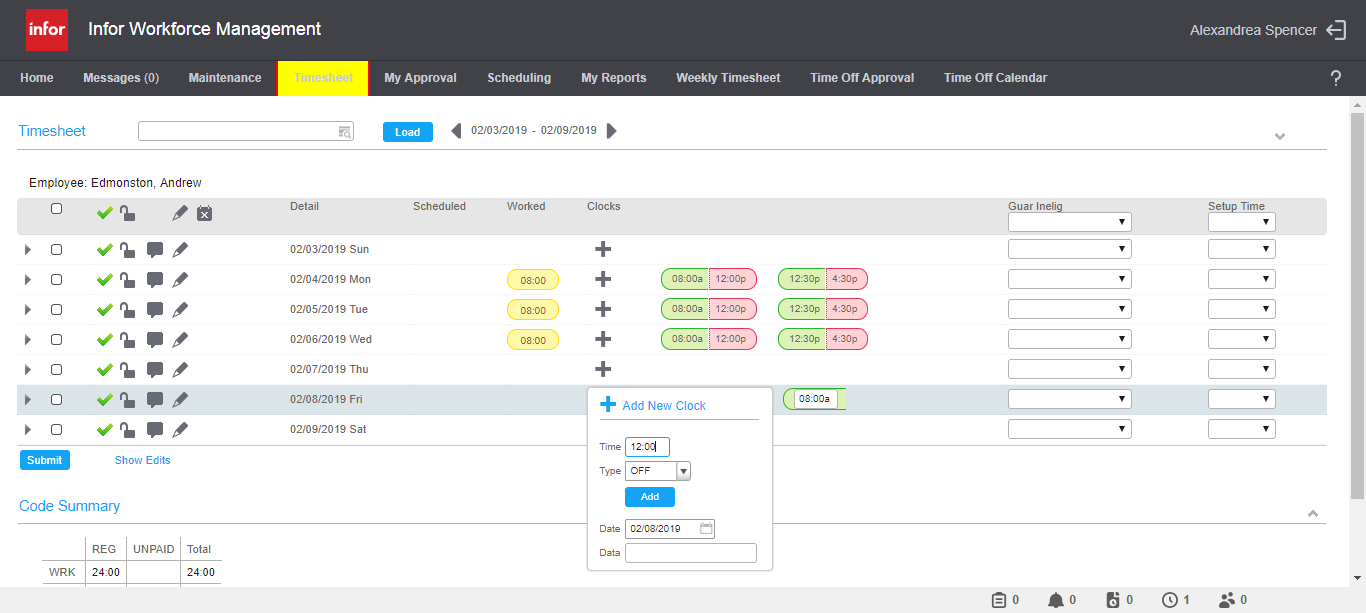 infor Infor Workforce Management Alexandrea Spencer
Home Messages (0) Maintenance Timesheet My Approval Scheduling My Reports Weekly Timesheet Time Off Approval Time Off Calendar ?
Timesheet Load 02/03/2019 - 02/09/2019
Employee: Edmonston, Andrew
Detail Scheduled Worked Clocks Guar Inelig Setup Time
02/03/2019 Sun
02/04/2019 Mon 08:00 08:00a 12:00p 12:30p 4:30p
02/05/2019 Tue 08:00 08:00a 12:00p 12:30p 4:30p
02/06/2019 Wed 08:00 08:00a 12:00p 12:30p 4:30p
02/07/2019 Thu
02/08/2019 Fri 08:00a
02/09/2019 Sat
Add New Clock
Time 12:00
Type OFF
Add
Date 02/08/2019
Data
Submit Show Edits
Code Summary
REG UNPAID Total
WRK 24:00 24:00
0 0 0 1 0